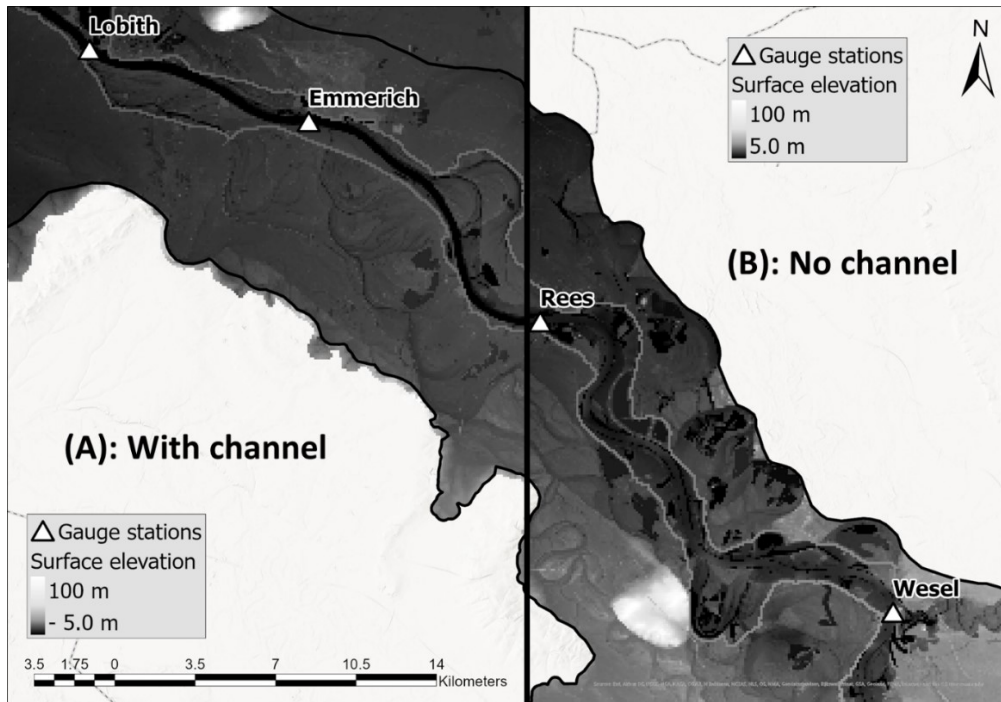 Lobith
Emmerich
(A): With channel
△ Gauge stations
Surface elevation
100 m
- 5.0 m
3.5 1.75 0 3.5 7 10.5 14
Kilometers
N
△ Gauge stations
Surface elevation
100 m
5.0 m
(B): No channel
Rees
Wesel